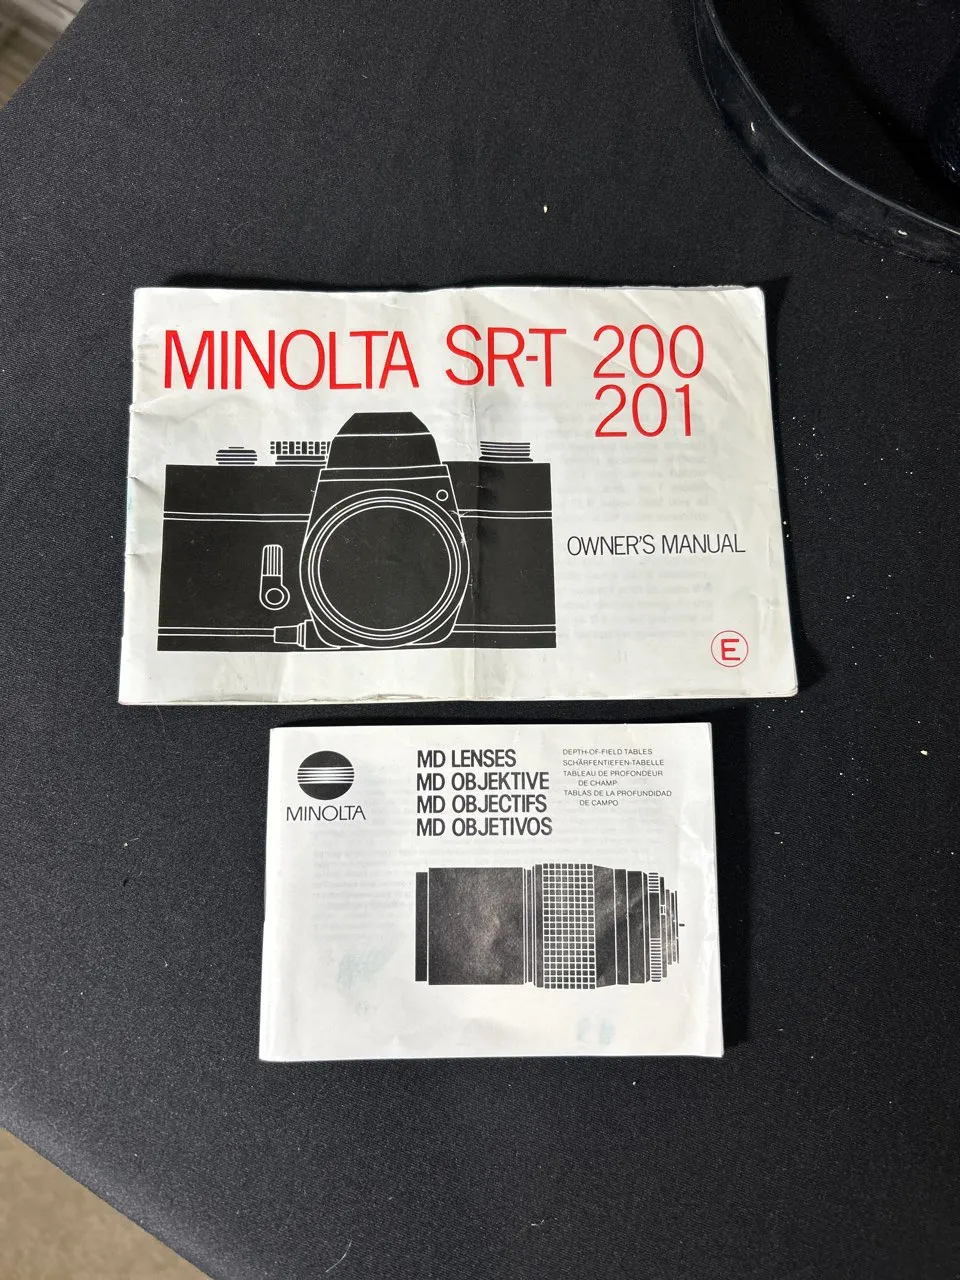 MINOLTA SR-T 200
201
OWNER'S MANUAL
E
MINOLTA
MD LENSES
MD OBJEKTIVE
MD OBJECTIFS
MD OBJETIVOS
DEPTH-OF-FIELD TABLES
SCHÄRFENTIEFEN-TABELLE
TABLEAU DE PROFONDEUR
DE CHAMP
TABLAS DE LA PROFUNDIDAD
DE CAMPO